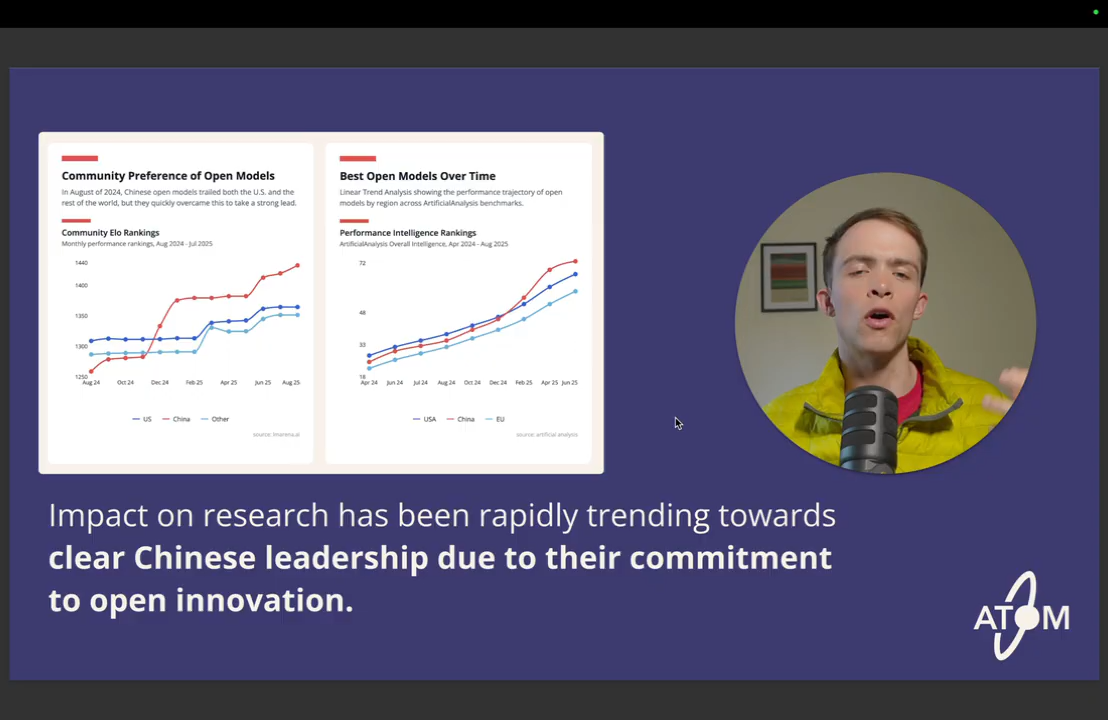 Community Preference of Open Models
In August of 2024, Chinese open models trailed both the U.S. and the
rest of the world, but they quickly overcame this to take a strong lead.
Community Elo Rankings
Monthly performance rankings, Aug 2024 - Jul 2025
1440
1400
1350
1300
1250
Aug 24 Oct 24 Dec 24 Feb 25 Apr 25 Jun 25 Aug 25
US China Other
source: lmarena.ai
Best Open Models Over Time
Linear Trend Analysis showing the performance trajectory of open
models by region across ArtificialAnalysis benchmarks.
Performance Intelligence Rankings
ArtificialAnalysis Overall Intelligence, Apr 2024 - Aug 2025
72
48
33
18
Apr 24 Jun 24 Jul 24 Aug 24 Oct 24 Dec 24 Feb 25 Apr 25 Jun 25
USA China EU
source: artificial analysis
Impact on research has been rapidly trending towards
clear Chinese leadership due to their commitment
to open innovation.
ATOM